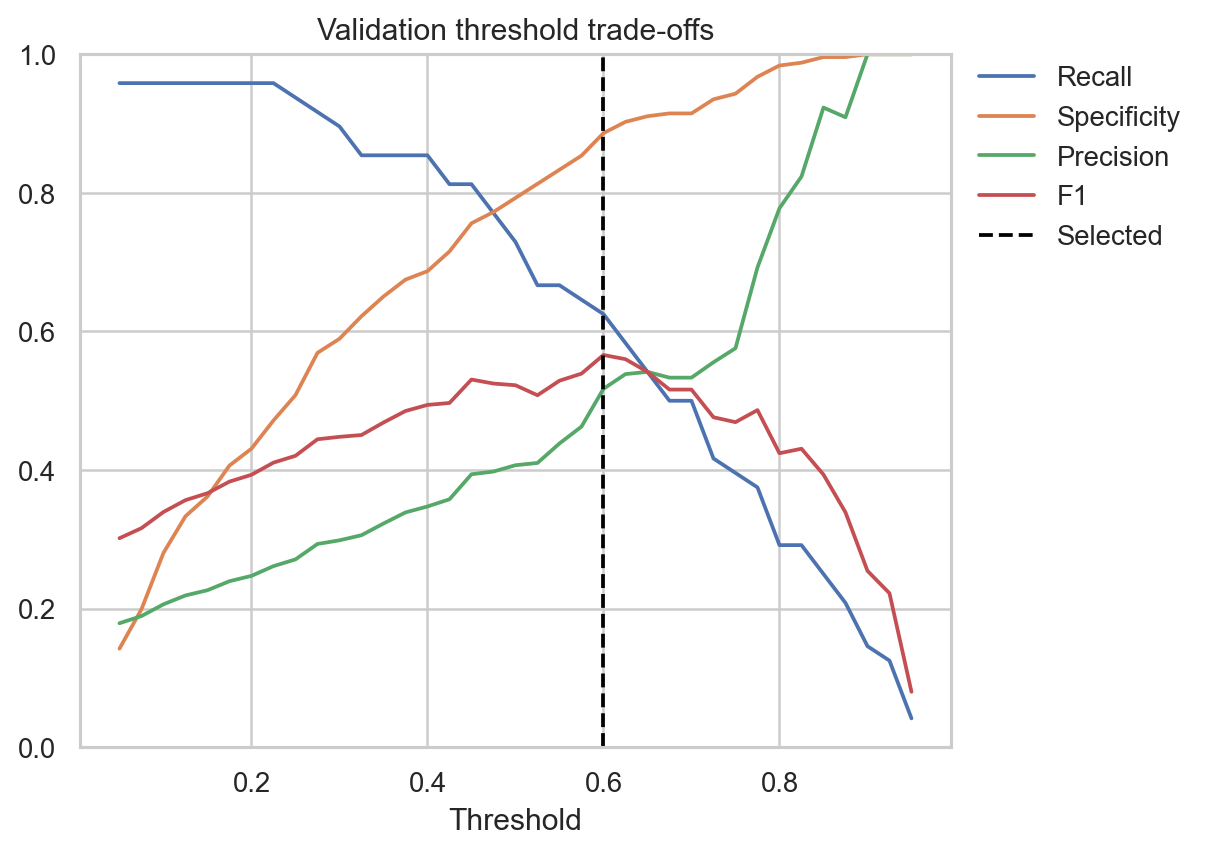 Validation threshold trade-offs
1.0
0.8
0.6
0.4
0.2
0.0
0.2 0.4 0.6 0.8
Threshold
Recall
Specificity
Precision
F1
Selected